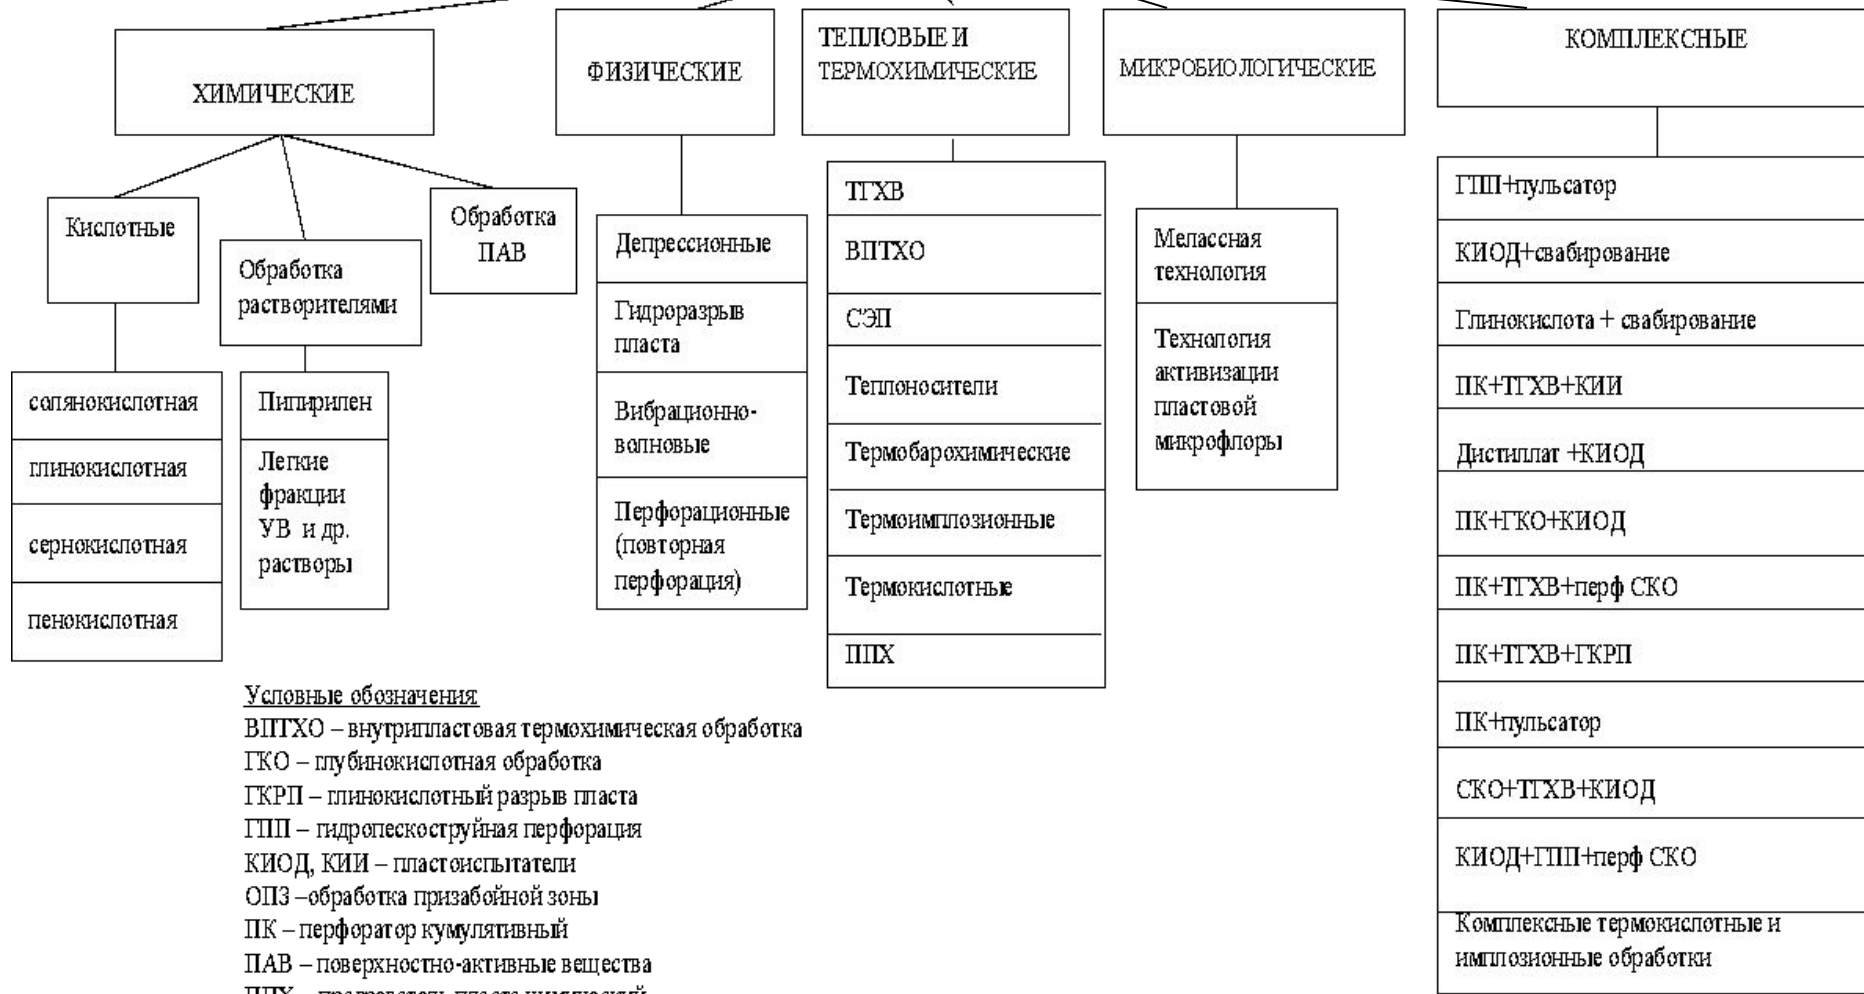 ХИМИЧЕСКИЕ
ФИЗИЧЕСКИЕ
ТЕПЛОВЫЕ И
ТЕРМОХИМИЧЕСКИЕ
МИКРОБИОЛОГИЧЕСКИЕ
КОМПЛЕКСНЫЕ
Кислотные
Обработка
растворителями
Обработка
ПАВ
солянокислотная
глинокислотная
сернокислотная
пенокислотная
Пипирилен
Легкие
фракции
УВ и др.
растворы
Депрессионные
Гидроразрыв
пласта
Вибрационно-
волновые
Перфорационные
(повторная
перфорация)
ТГХВ
ВПТХО
СЭП
Теплоносители
Термобарохимические
Термоимплозионные
Термокислотные
ППХ
Мелассная
технология
Технология
активизации
пластовой
микрофлоры
ГПП+пульсатор
КИОД+свабирование
Глинокислота + свабирование
ПК+ТГХВ+КИИ
Дистиллат +КИОД
ПК+ГКО+КИОД
ПК+ТГХВ+перф СКО
ПК+ТГХВ+ГКРП
ПК+пульсатор
СКО+ТГХВ+КИОД
КИОД+ГПП+перф СКО
Комплексные термокислотные и
имплозионные обработки
Условные обозначения
ВПТХО – внутрипластовая термохимическая обработка
ГКО – глубинокислотная обработка
ГКРП – глинокислотный разрыв пласта
ГПП – гидропескоструйная перфорация
КИОД, КИИ – пластоиспытатели
ОПЗ –обработка призабойной зоны
ПК – перфоратор кумулятивный
ПАВ – поверхностно-активные вещества